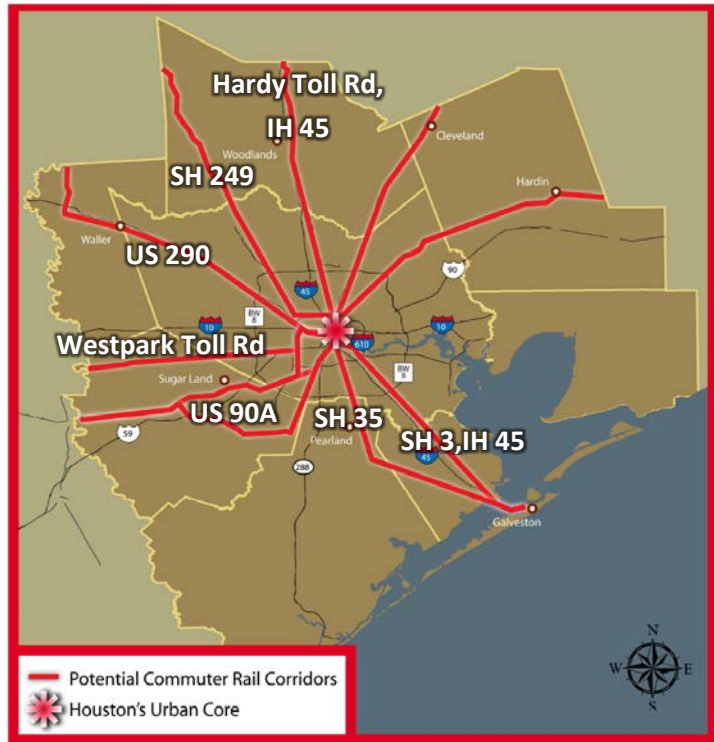 Hardy Toll Rd,
IH 45
Woodlands
Cleveland
SH 249
Hardin
Waller
US 290
90
45
BW
8
10
10
Westpark Toll Rd
610
Sugar Land
BW
8
US 90A
SH 35
59
Pearland
SH 3,IH 45
45
288
Galveston
N
W
E
S
Potential Commuter Rail Corridors
Houston's Urban Core